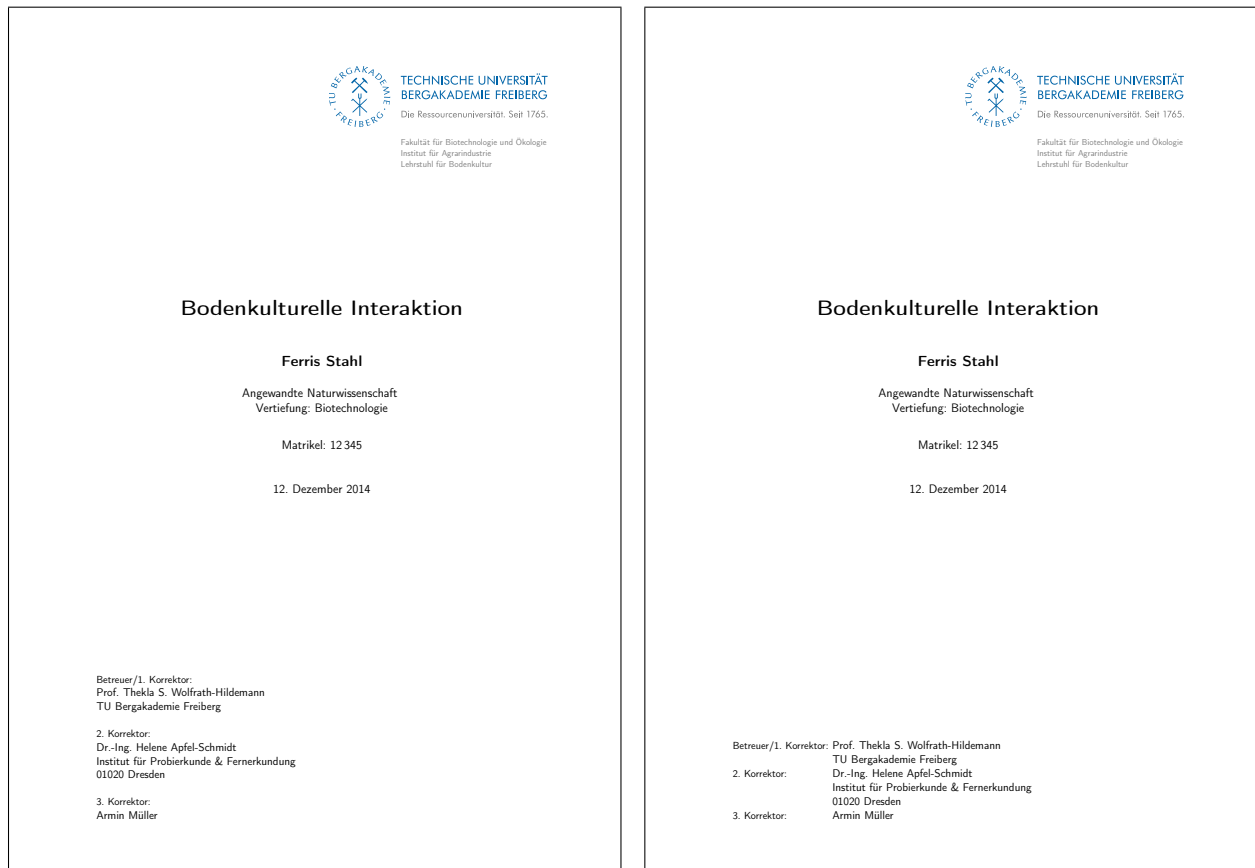 TU BERGAKADEMIE
· FREIBERG ·
TECHNISCHE UNIVERSITÄT
BERGAKADEMIE FREIBERG
Die Ressourcenuniversität. Seit 1765.
Fakultät für Biotechnologie und Ökologie
Institut für Agrarindustrie
Lehrstuhl für Bodenkultur
Bodenkulturelle Interaktion
Ferris Stahl
Angewandte Naturwissenschaft
Vertiefung: Biotechnologie
Matrikel: 12 345
12. Dezember 2014
Betreuer/1. Korrektor:
Prof. Thekla S. Wolfrath-Hildemann
TU Bergakademie Freiberg
2. Korrektor:
Dr.-Ing. Helene Apfel-Schmidt
Institut für Probierkunde & Fernerkundung
01020 Dresden
3. Korrektor:
Armin Müller
TU BERGAKADEMIE
· FREIBERG ·
TECHNISCHE UNIVERSITÄT
BERGAKADEMIE FREIBERG
Die Ressourcenuniversität. Seit 1765.
Fakultät für Biotechnologie und Ökologie
Institut für Agrarindustrie
Lehrstuhl für Bodenkultur
Bodenkulturelle Interaktion
Ferris Stahl
Angewandte Naturwissenschaft
Vertiefung: Biotechnologie
Matrikel: 12 345
12. Dezember 2014
Betreuer/1. Korrektor: Prof. Thekla S. Wolfrath-Hildemann
TU Bergakademie Freiberg
2. Korrektor: Dr.-Ing. Helene Apfel-Schmidt
Institut für Probierkunde & Fernerkundung
01020 Dresden
3. Korrektor: Armin Müller